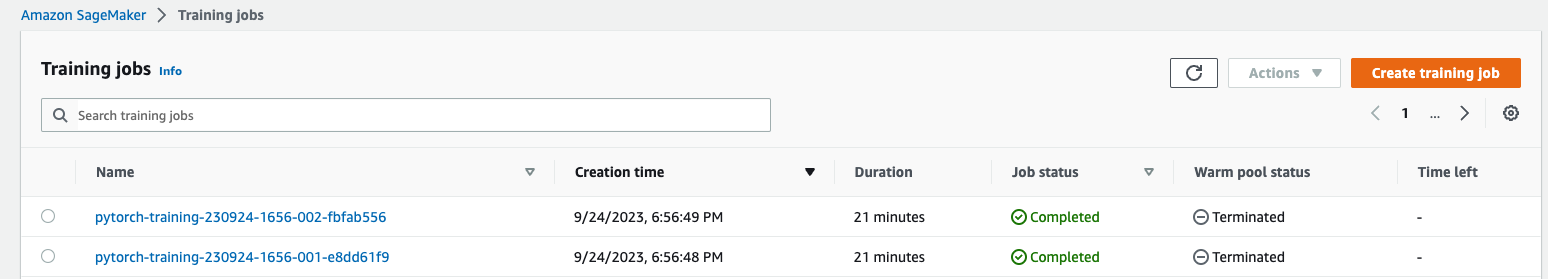 Amazon SageMaker > Training jobs
Training jobs Info
Actions Create training job
Search training jobs
1 ...
Name Creation time Duration Job status Warm pool status Time left
pytorch-training-230924-1656-002-fbfab556 9/24/2023, 6:56:49 PM 21 minutes Completed Terminated -
pytorch-training-230924-1656-001-e8dd61f9 9/24/2023, 6:56:48 PM 21 minutes Completed Terminated -